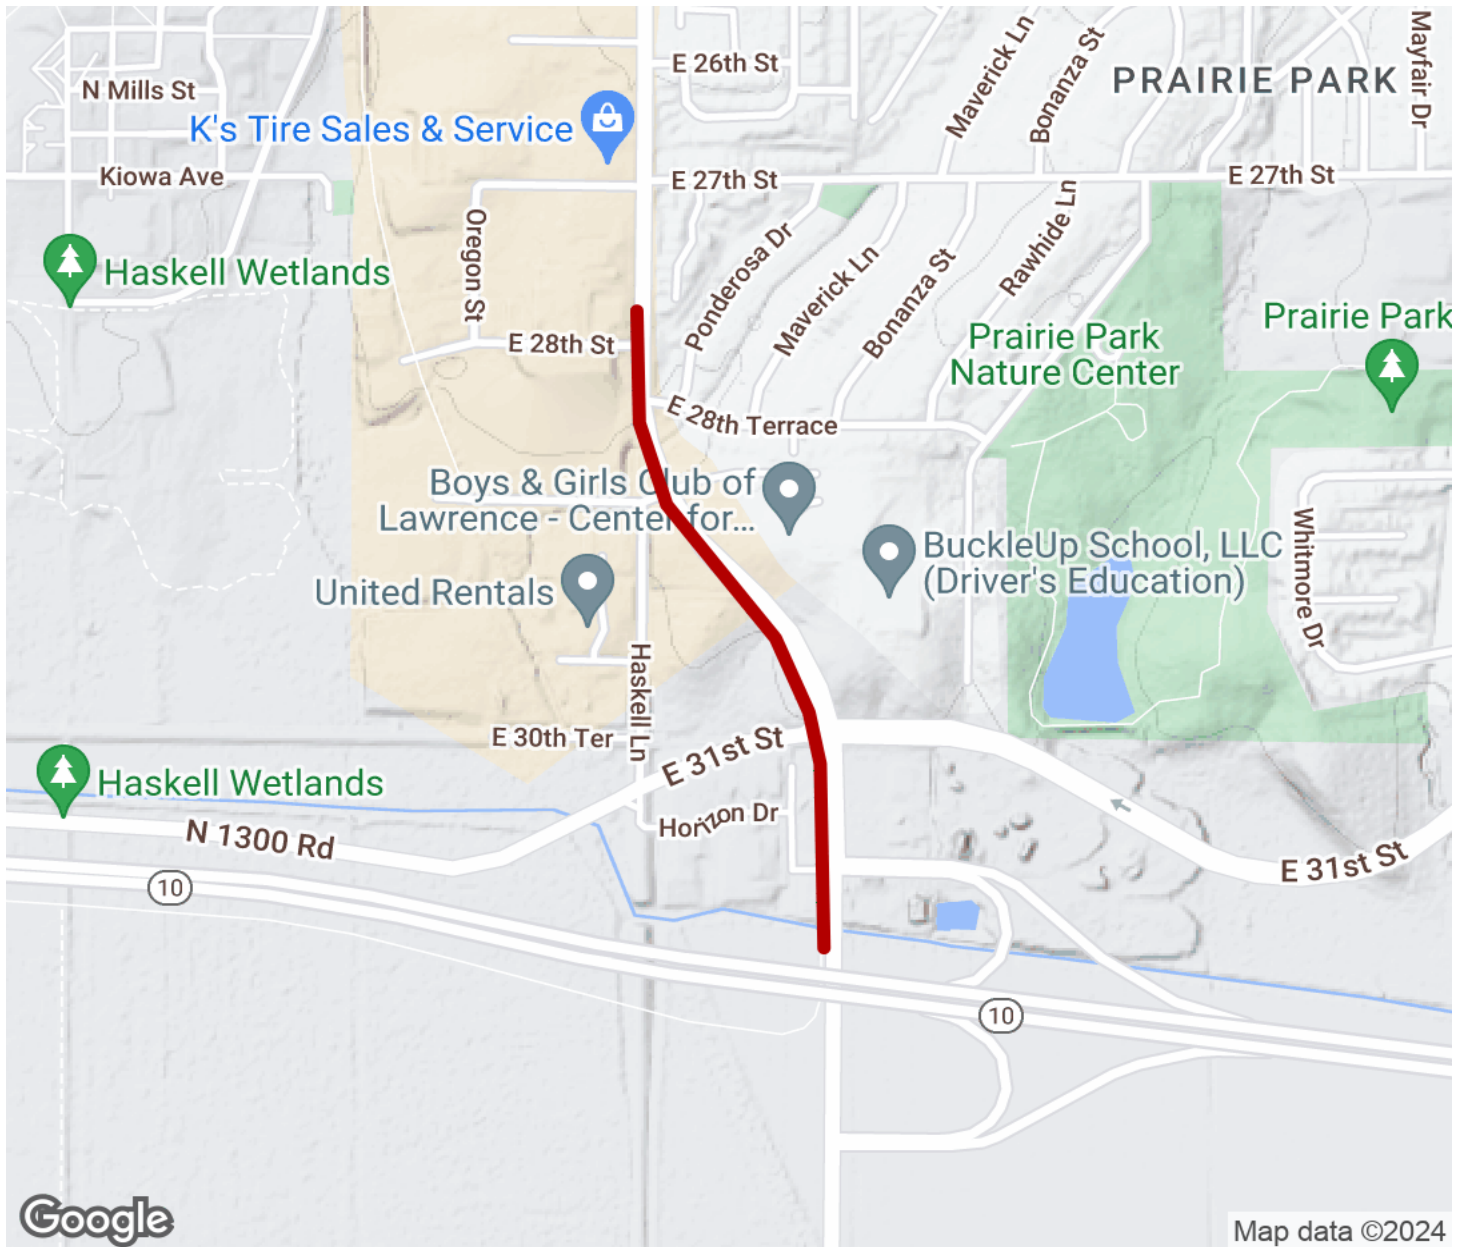 Maverick Ln
Bonanza St
Mayfair Dr
E 26th St
PRAIRIE PARK
N Mills St
K's Tire Sales & Service
Kiowa Ave
E 27th St
E 27th St
Oregon St
Ponderosa Dr
Maverick Ln
Bonanza St
Rawhide Ln
Haskell Wetlands
E 28th St
Prairie Park
Nature Center
Prairie Park
E 28th Terrace
Boys & Girls Club of
Lawrence - Center for...
BuckleUp School, LLC
(Driver's Education)
Whitmore Dr
United Rentals
Haskell Ln
E 30th Ter
E 31st St
Haskell Wetlands
Horizon Dr
N 1300 Rd
E 31st St
10
10
Google
Map data ©2024